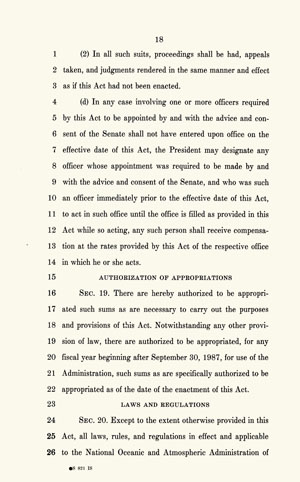 18
1 (2) In all such suits, proceedings shall be had, appeals
2 taken, and judgments rendered in the same manner and effect
3 as if this Act had not been enacted.
4 (d) In any case involving one or more officers required
5 by this Act to be appointed by and with the advice and con-
6 sent of the Senate shall not have entered upon office on the
7 effective date of this Act, the President may designate any
8 officer whose appointment was required to be made by and
9 with the advice and consent of the Senate, and who was such
10 an officer immediately prior to the effective date of this Act,
11 to act in such office until the office is filled as provided in this
12 Act while so acting, any such person shall receive compensa-
13 tion at the rates provided by this Act of the respective office
14 in which he or she acts.
15 AUTHORIZATION OF APPROPRIATIONS
16 SEC. 19. There are hereby authorized to be appropri-
17 ated such sums as are necessary to carry out the purposes
18 and provisions of this Act. Notwithstanding any other provi-
19 sion of law, there are authorized to be appropriated, for any
20 fiscal year beginning after September 30, 1987, for use of the
21 Administration, such sums as are specifically authorized to be
22 appropriated as of the date of the enactment of this Act.
23 LAWS AND REGULATIONS
24 SEC. 20. Except to the extent otherwise provided in this
25 Act, all laws, rules, and regulations in effect and applicable
26 to the National Oceanic and Atmospheric Administration of
●S 821 IS